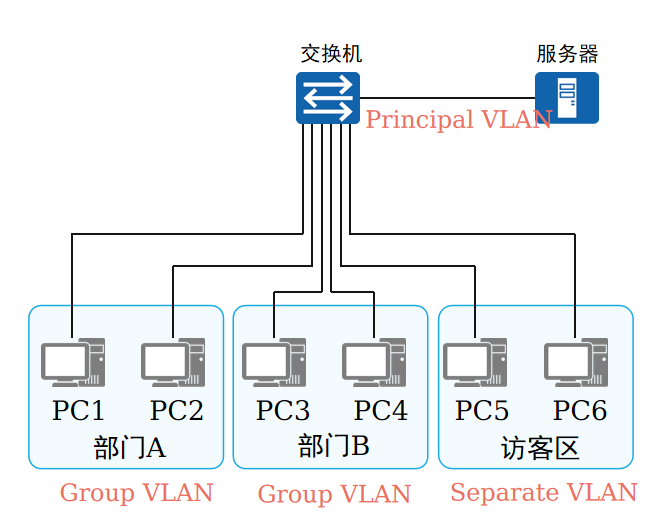 交换机
服务器
Principal VLAN
PC1
PC2
PC3
PC4
PC5
PC6
部门A
部门B
访客区
Group VLAN
Group VLAN
Separate VLAN